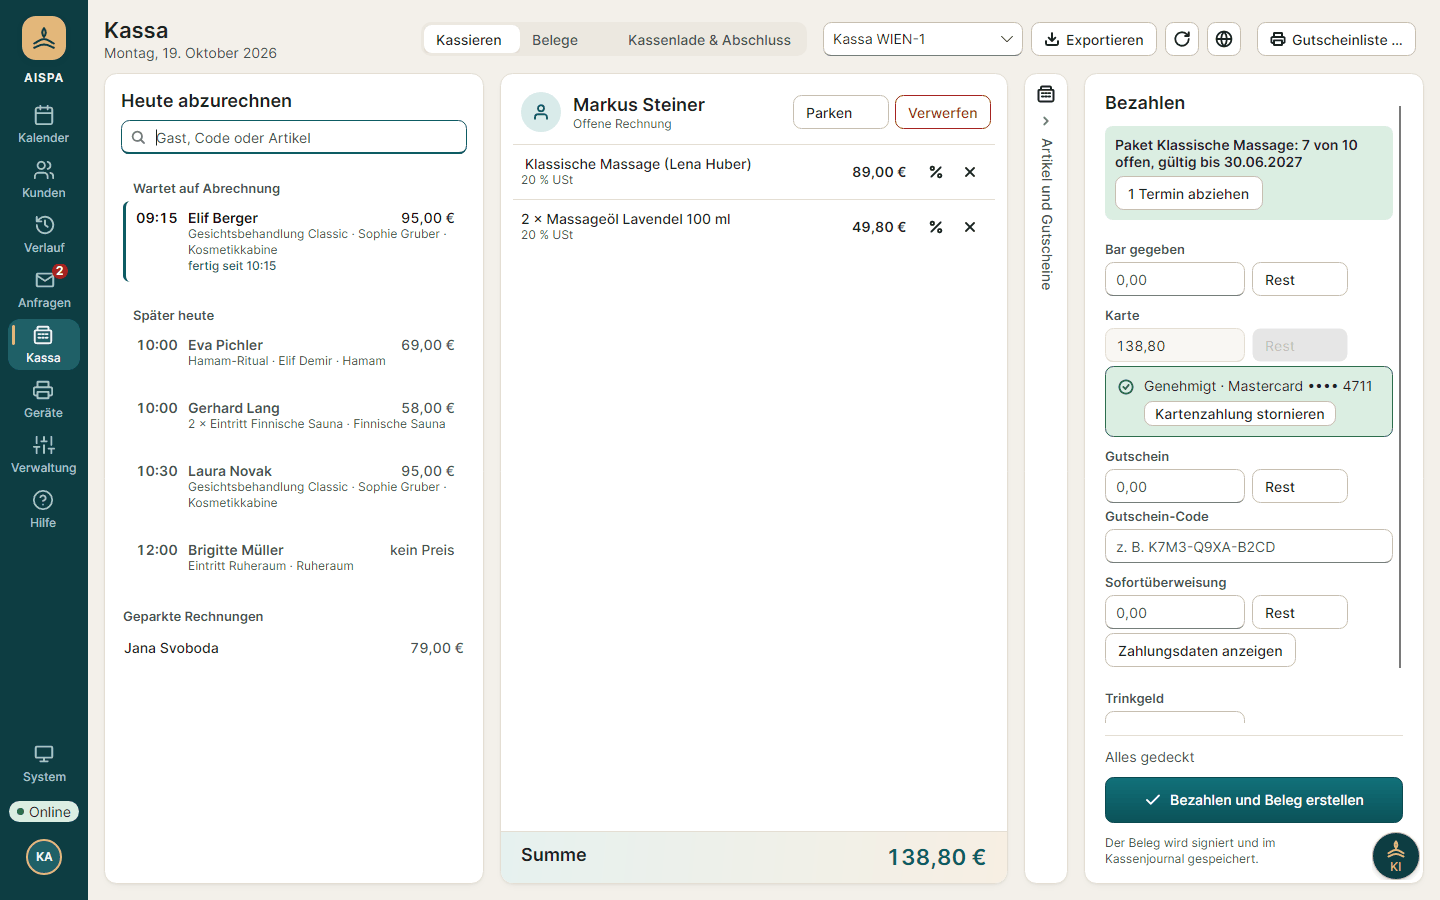 AISPA
Kalender
Kunden
Verlauf
2
Anfragen
Kassa
Geräte
Verwaltung
Hilfe
System
Online
KA
Kassa
Montag, 19. Oktober 2026
Kassieren
Belege
Kassenlade & Abschluss
Kassa WIEN-1
Exportieren
Gutscheinliste ...
Heute abzurechnen
Gast, Code oder Artikel
Wartet auf Abrechnung
09:15 Elif Berger 95,00 €
Gesichtsbehandlung Classic · Sophie Gruber ·
Kosmetikkabine
fertig seit 10:15
Später heute
10:00 Eva Pichler 69,00 €
Hamam-Ritual · Elif Demir · Hamam
10:00 Gerhard Lang 58,00 €
2 × Eintritt Finnische Sauna · Finnische Sauna
10:30 Laura Novak 95,00 €
Gesichtsbehandlung Classic · Sophie Gruber ·
Kosmetikkabine
12:00 Brigitte Müller kein Preis
Eintritt Ruheraum · Ruheraum
Geparkte Rechnungen
Jana Svoboda 79,00 €
Markus Steiner
Offene Rechnung
Parken
Verwerfen
Klassische Massage (Lena Huber)
20 % USt
89,00 €
2 × Massageöl Lavendel 100 ml
20 % USt
49,80 €
Summe 138,80 €
Artikel und Gutscheine
Bezahlen
Paket Klassische Massage: 7 von 10
offen, gültig bis 30.06.2027
1 Termin abziehen
Bar gegeben
0,00 Rest
Karte
138,80 Rest
Genehmigt · Mastercard •••• 4711
Kartenzahlung stornieren
Gutschein
0,00 Rest
Gutschein-Code
z. B. K7M3-Q9XA-B2CD
Sofortüberweisung
0,00 Rest
Zahlungsdaten anzeigen
Trinkgeld
Alles gedeckt
Bezahlen und Beleg erstellen
Der Beleg wird signiert und im
Kassenjournal gespeichert.
KI